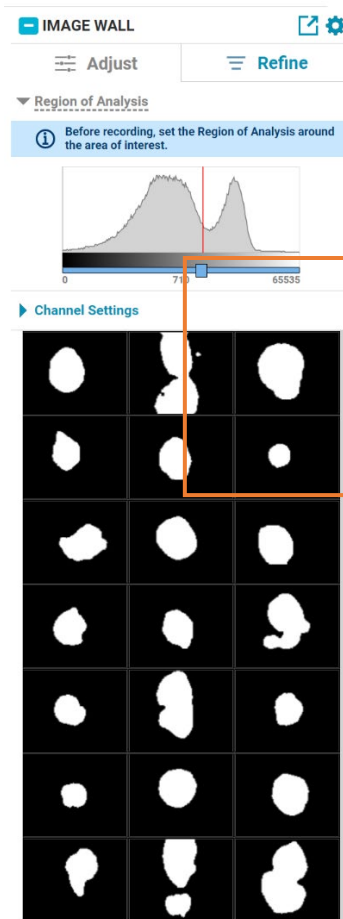 IMAGE WALL
Adjust
Refine
Region of Analysis
Before recording, set the Region of Analysis around
the area of interest.
0
65535
Channel Settings